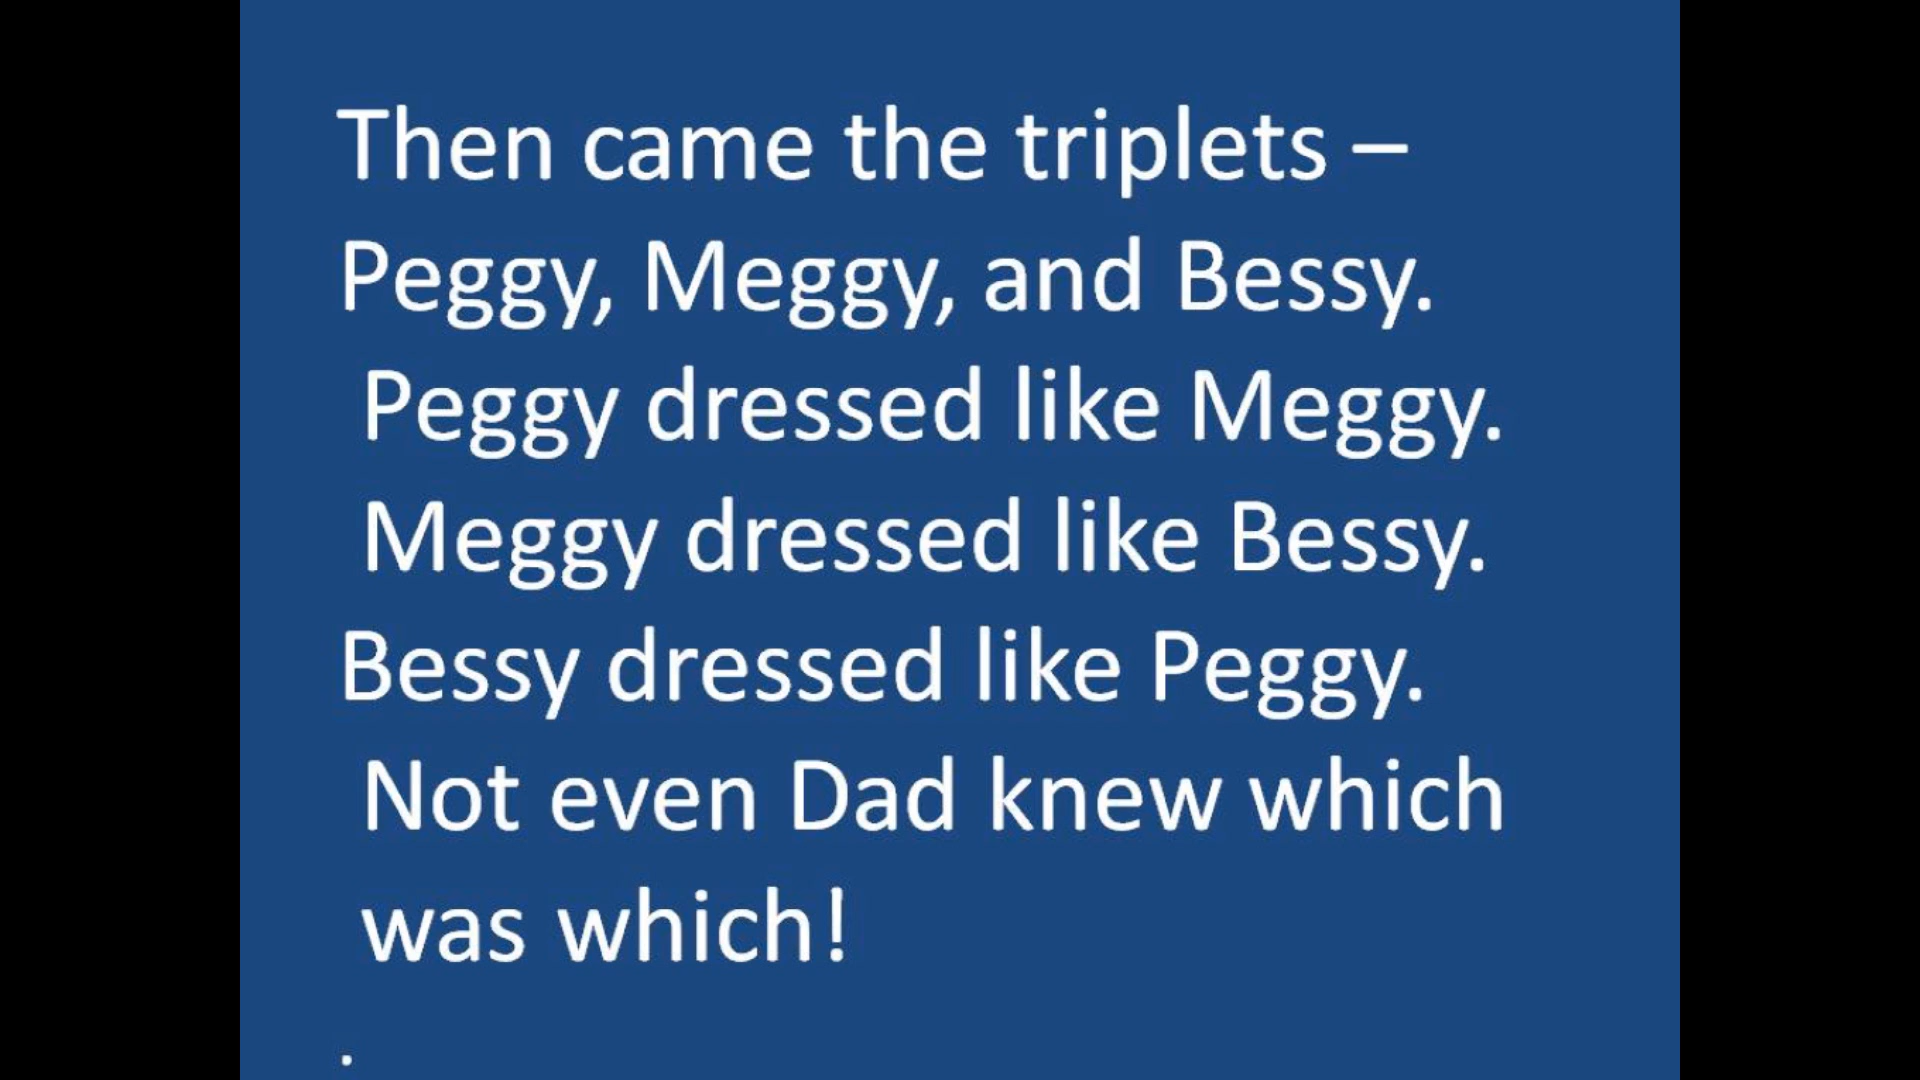 Then came the triplets –
Peggy, Meggy, and Bessy.
Peggy dressed like Meggy.
Meggy dressed like Bessy.
Bessy dressed like Peggy.
Not even Dad knew which
was which!
.